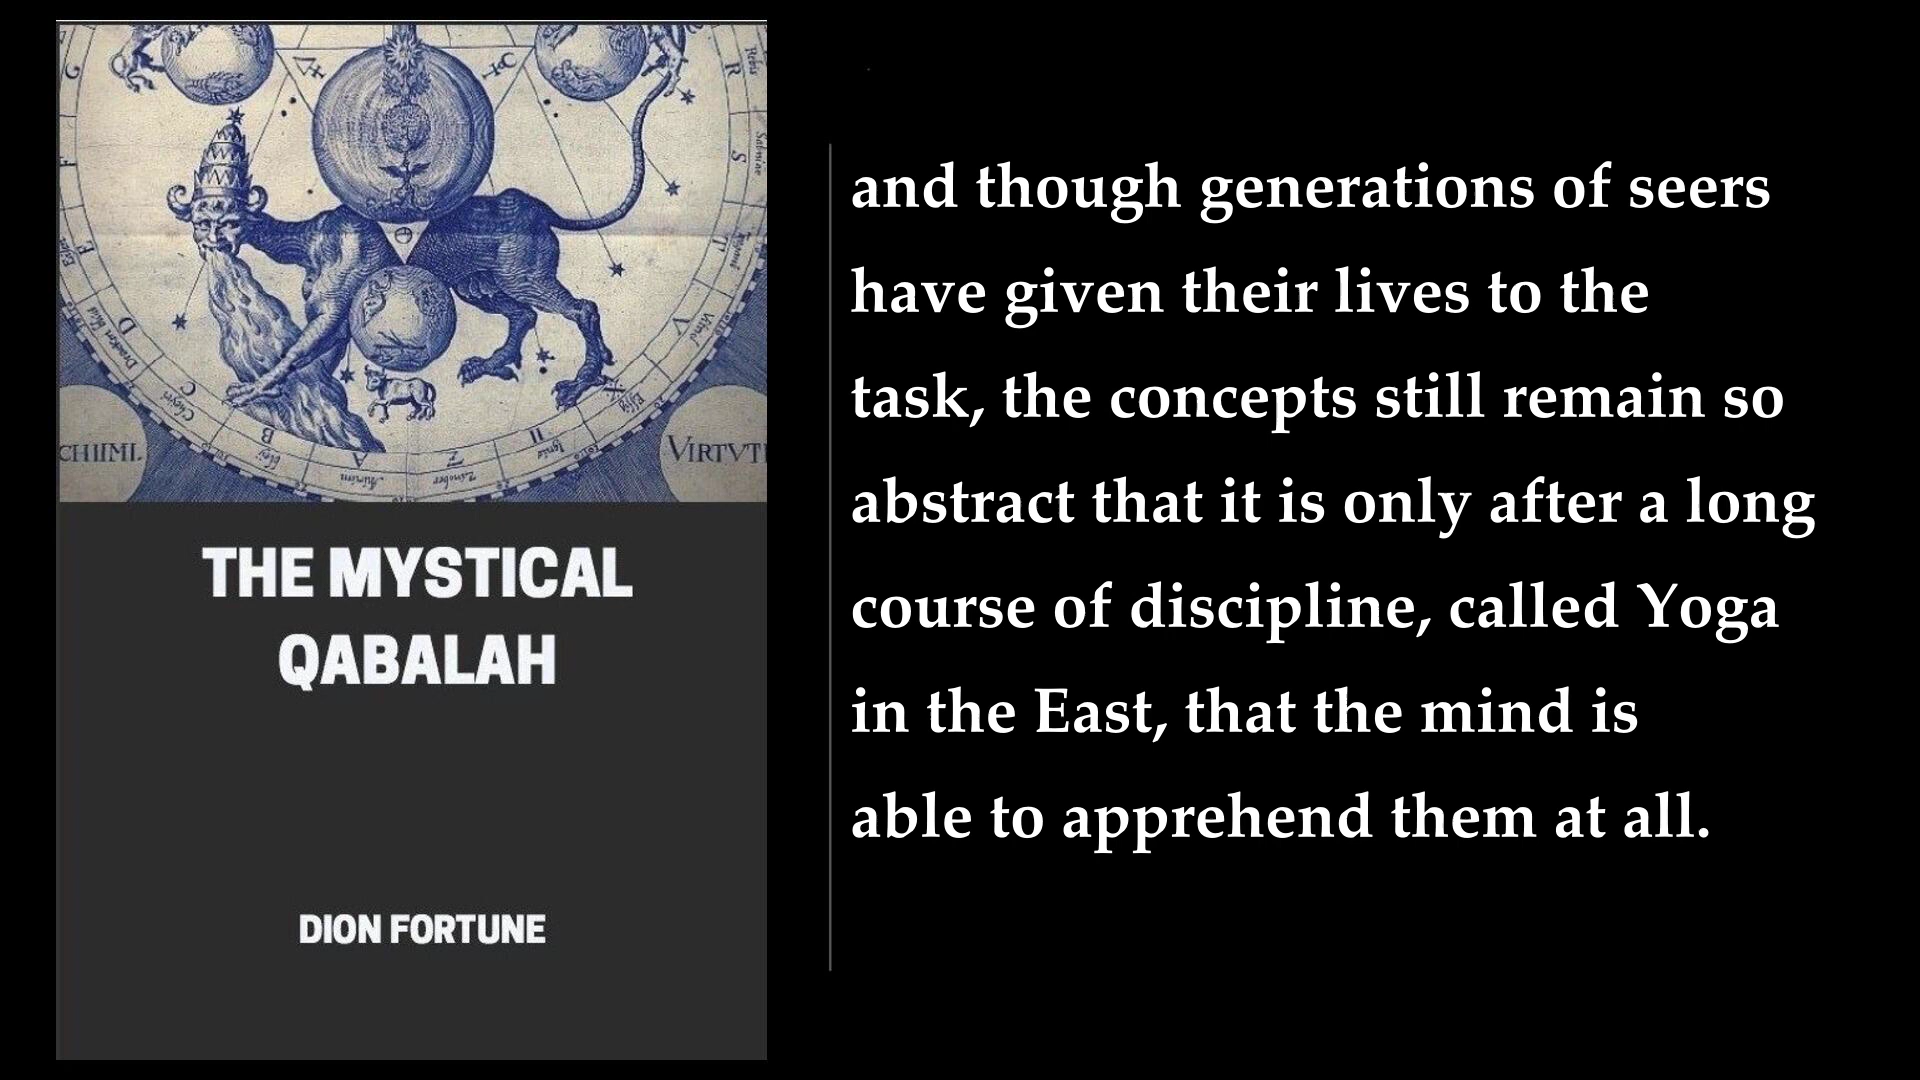 CHIIMI.
VIRTVT
THE MYSTICAL
QABALAH
DION FORTUNE
and though generations of seers
have given their lives to the
task, the concepts still remain so
abstract that it is only after a long
course of discipline, called Yoga
in the East, that the mind is
able to apprehend them at all.